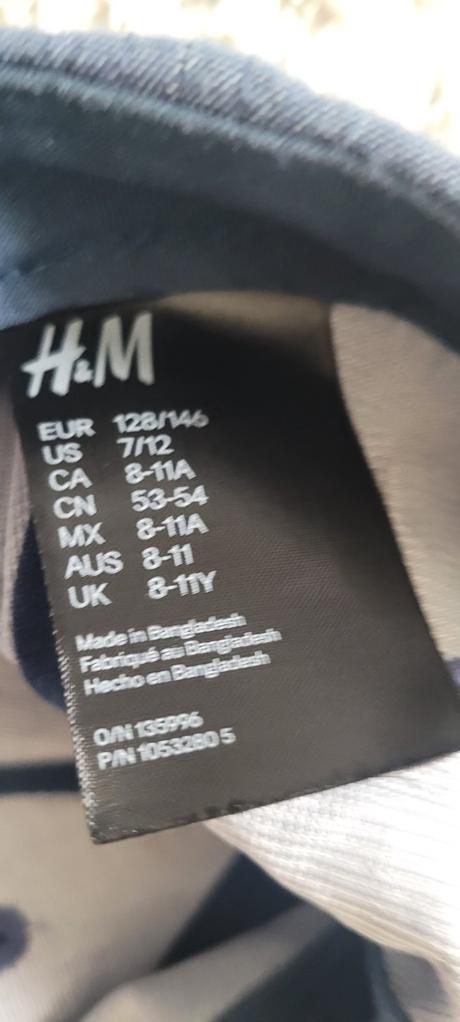 H&M
EUR 128/146
US 7/12
CA 8-11A
CN 53-54
MX 8-11A
AUS 8-11
UK 8-11Y
Made in Bangladesh
Fabriqué au Bangladesh
Hecho en Bangladesh
O/N 135996
P/N 1053280 5